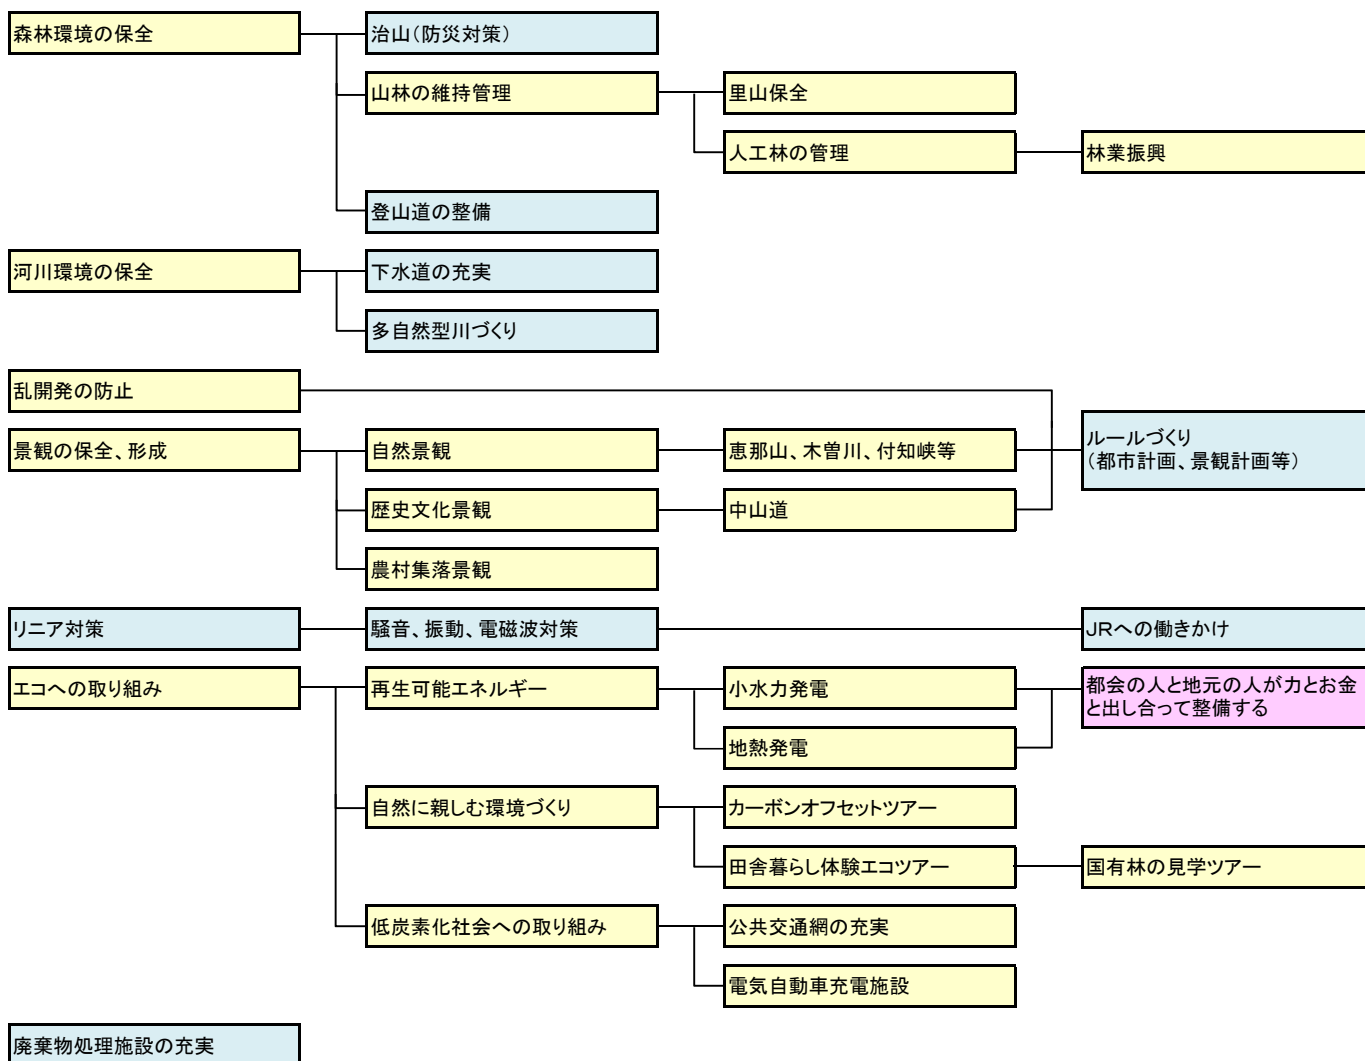 森林環境の保全
治山（防災対策）
山林の維持管理
里山保全
人工林の管理
林業振興
登山道の整備
河川環境の保全
下水道の充実
多自然型川づくり
乱開発の防止
ルールづくり
（都市計画、景観計画等）
景観の保全、形成
自然景観
恵那山、木曽川、付知峡等
歴史文化景観
中山道
農村集落景観
リニア対策
騒音、振動、電磁波対策
JRへの働きかけ
エコへの取り組み
再生可能エネルギー
小水力発電
都会の人と地元の人が力とお金
と出し合って整備する
地熱発電
自然に親しむ環境づくり
カーボンオフセットツアー
田舎暮らし体験エコツアー
国有林の見学ツアー
低炭素化社会への取り組み
公共交通網の充実
電気自動車充電施設
廃棄物処理施設の充実